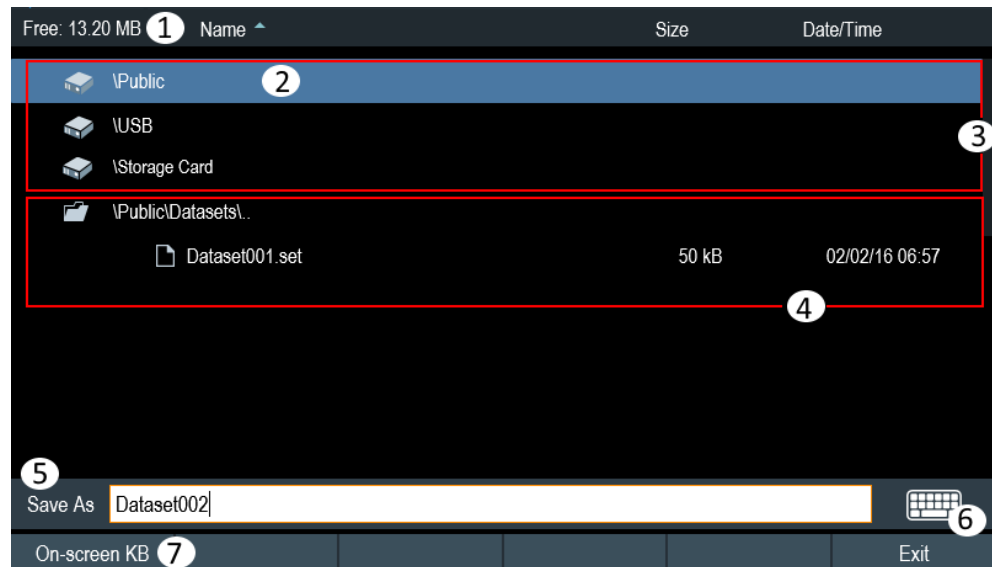 Free: 13.20 MB 1 Name Size Date/Time
\Public 2
\USB
3
\Storage Card
\Public\Datasets\..
Dataset001.set 50 kB 02/02/16 06:57
4
5
Save As Dataset002
6
On-screen KB 7 Exit